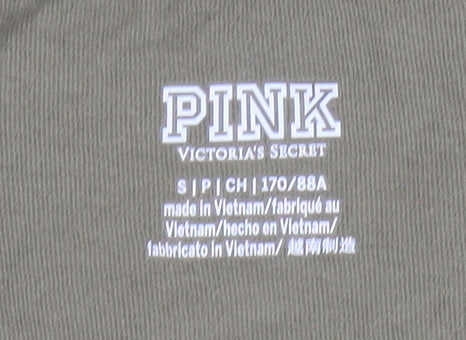 PINK
VICTORIA'S SECRET
S | P | CH | 170/88A
made in Vietnam/fabriqué au
Vietnam/hecho en Vietnam/
fabbricato in Vietnam/ 越南制造